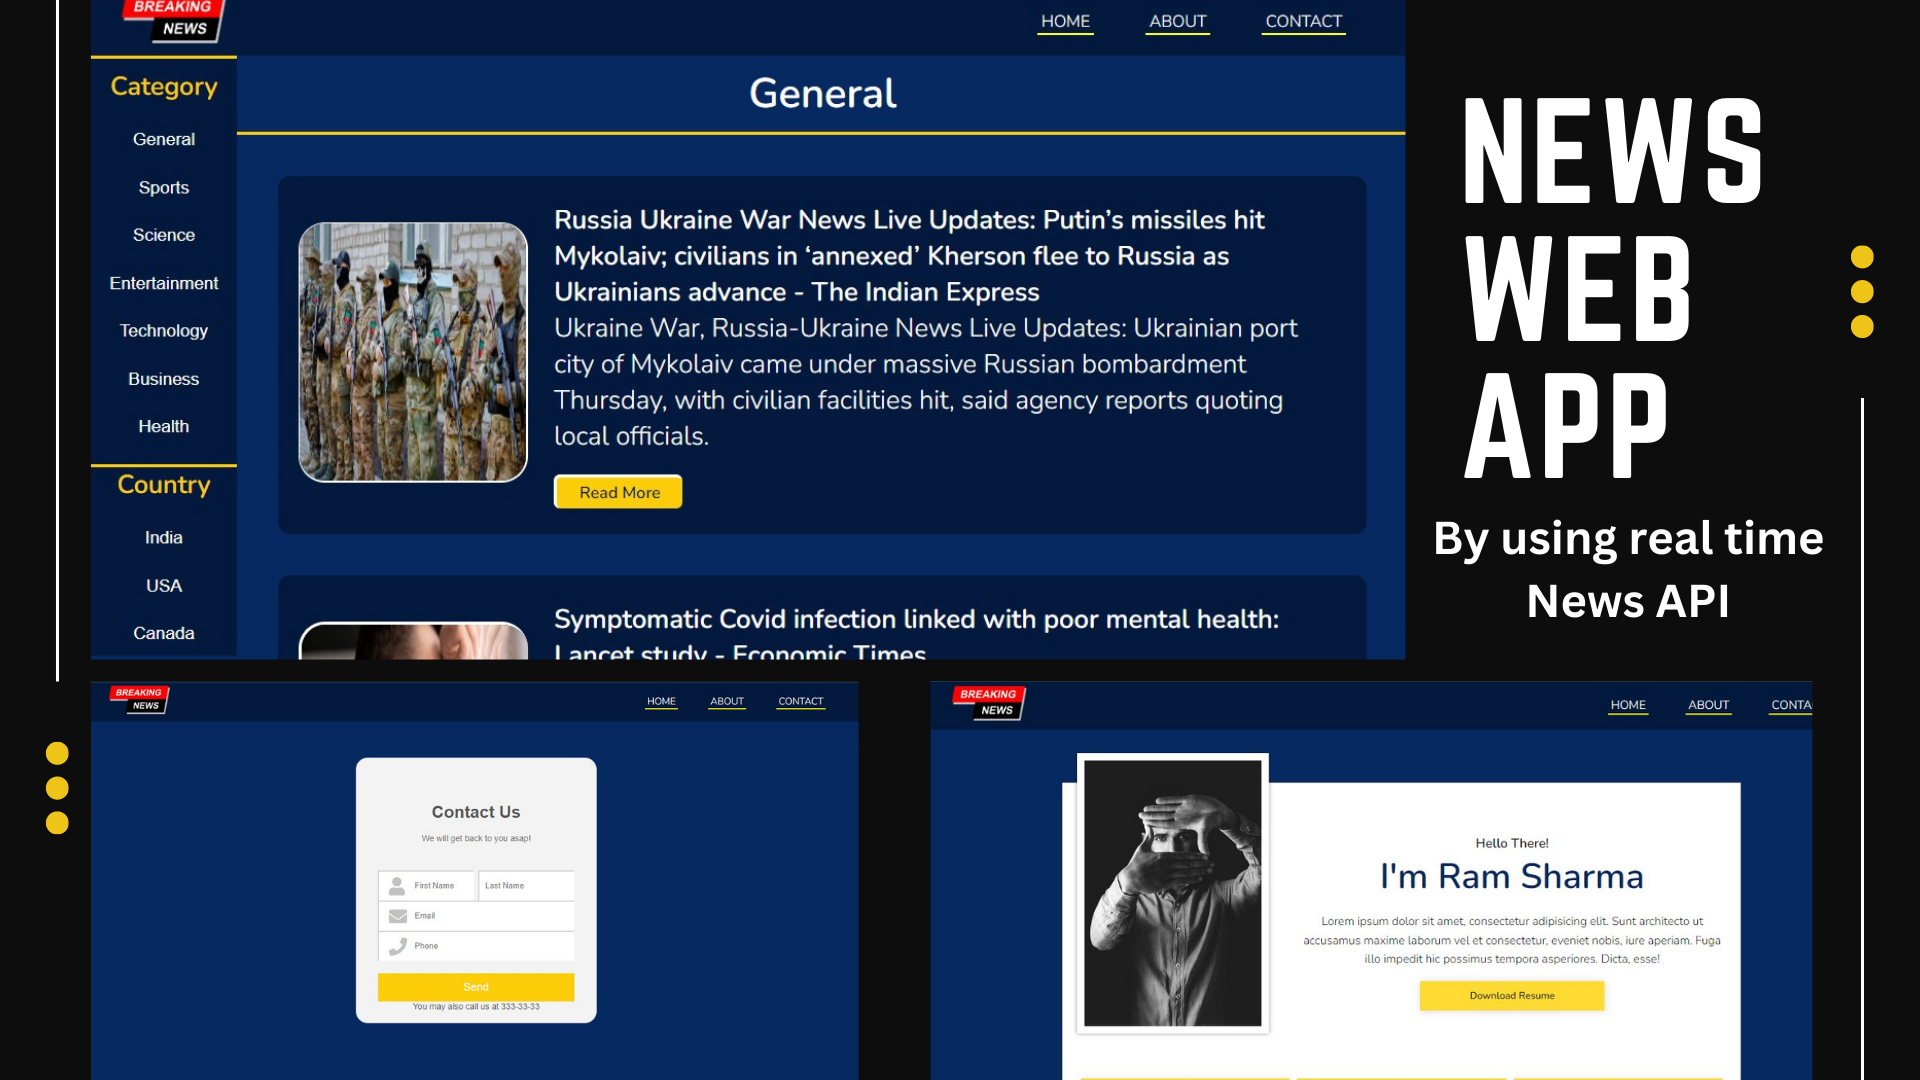 BREAKING
NEWS
HOME ABOUT CONTACT
Category
General
Sports
Science
Entertainment
Technology
Business
Health
Country
India
USA
Canada
General
Russia Ukraine War News Live Updates: Putin’s missiles hit
Mykolaiv; civilians in ‘annexed’ Kherson flee to Russia as
Ukrainians advance - The Indian Express
Ukraine War, Russia-Ukraine News Live Updates: Ukrainian port
city of Mykolaiv came under massive Russian bombardment
Thursday, with civilian facilities hit, said agency reports quoting
local officials.
Read More
Symptomatic Covid infection linked with poor mental health:
Lancet study - Economic Times
NEWS
WEB
APP
By using real time
News API
BREAKING
NEWS
HOME ABOUT CONTACT
Contact Us
We will get back to you asap!
First Name Last Name
Email
Phone
Send
You may also call us at 333-33-33
BREAKING
NEWS
HOME ABOUT CONTA
Hello There!
I'm Ram Sharma
Lorem ipsum dolor sit amet, consectetur adipisicing elit. Sunt architecto ut
accusamus maxime laborum vel et consectetur, eveniet nobis, iure aperiam. Fuga
illo impedit hic possimus tempora asperiores. Dicta, esse!
Download Resume